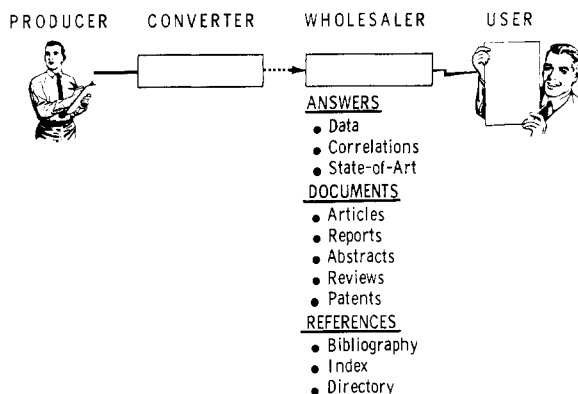 PRODUCER CONVERTER WHOLESALER USER
ANSWERS
• Data
• Correlations
• State-of-Art
DOCUMENTS
• Articles
• Reports
• Abstracts
• Reviews
• Patents
REFERENCES
• Bibliography
• Index
• Directory